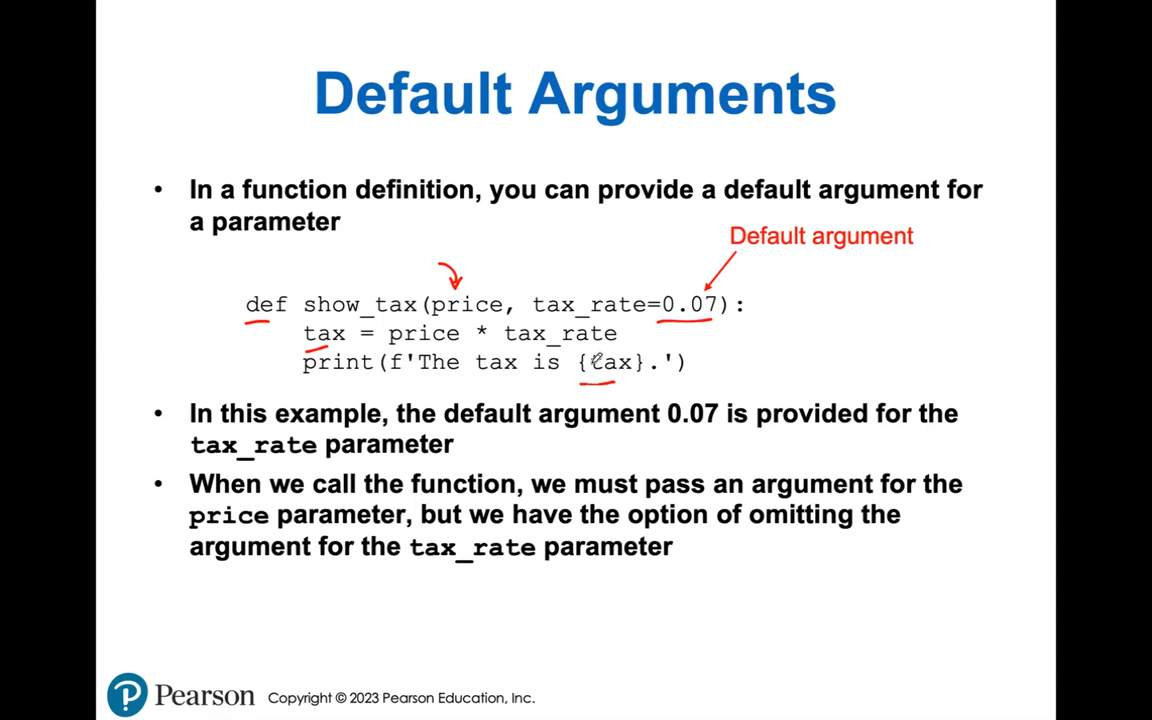 Default Arguments
• In a function definition, you can provide a default argument for
a parameter
Default argument
def show_tax(price, tax_rate=0.07):
tax = price * tax_rate
print(f'The tax is {tax}.')
• In this example, the default argument 0.07 is provided for the
tax_rate parameter
• When we call the function, we must pass an argument for the
price parameter, but we have the option of omitting the
argument for the tax_rate parameter
P Pearson Copyright © 2023 Pearson Education, Inc.